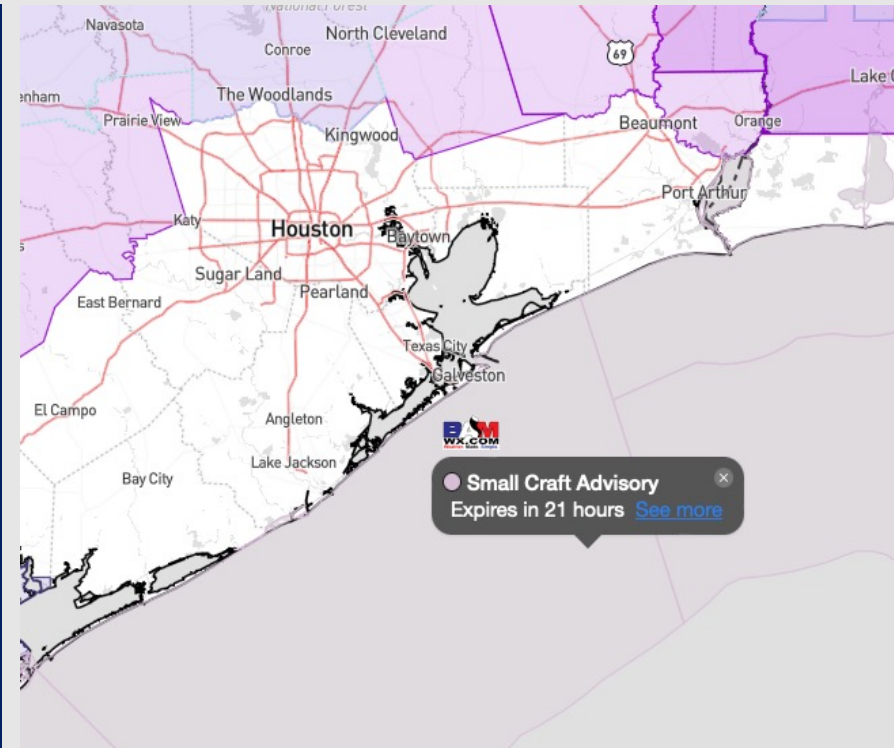 National Forest
Navasota
North Cleveland
Conroe
69
enham
The Woodlands
Lake C
Prairie View
Kingwood
Beaumont
Orange
Port Arthur
Katy
Houston
Baytown
s
Sugar Land
Pearland
East Bernard
Texas City
Galveston
El Campo
Angleton
BAM
WX.COM
Lake Jackson
Bay City
Small Craft Advisory
Expires in 21 hours See more